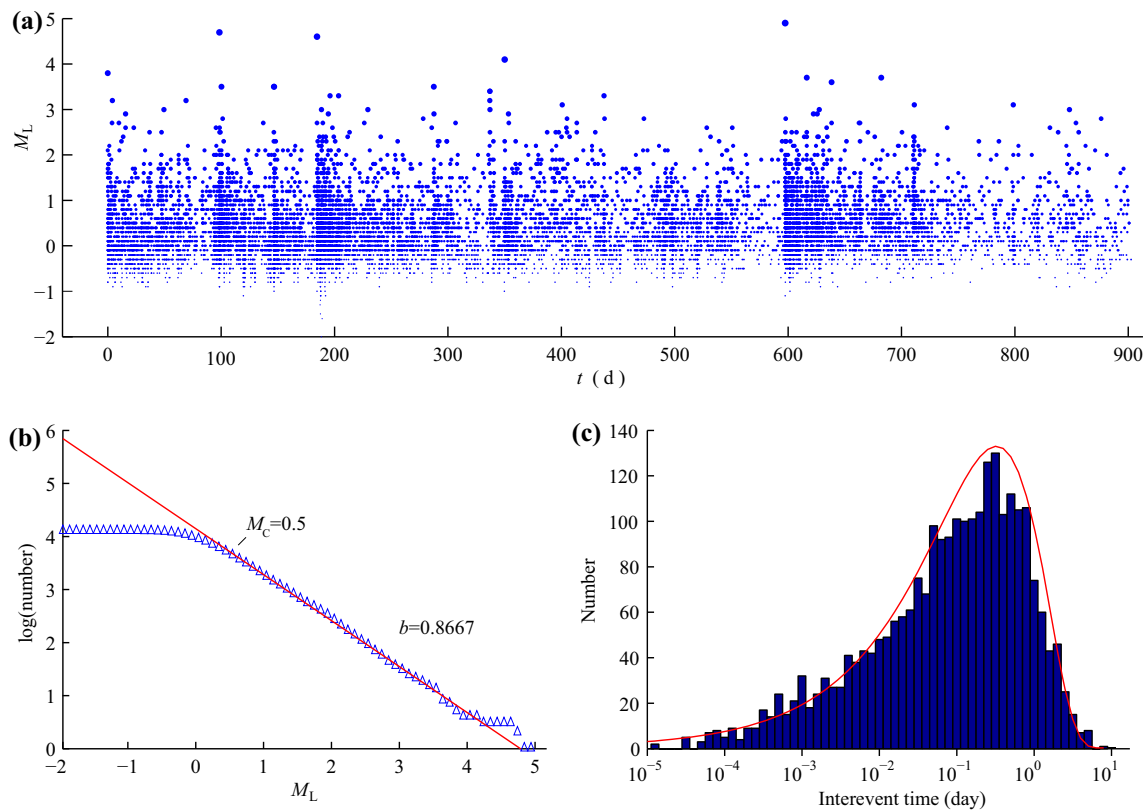 (a)
5
4
3
2
1
0
−1
−2
M_L
0 100 200 300 400 500 600 700 800 900
t (d)
(b)
6
5
4
3
2
1
0
log(number)
M_C=0.5
b=0.8667
−2 −1 0 1 2 3 4 5
M_L
(c)
140
120
100
80
60
40
20
0
Number
10^−5 10^−4 10^−3 10^−2 10^−1 10^0 10^1
Interevent time (day)